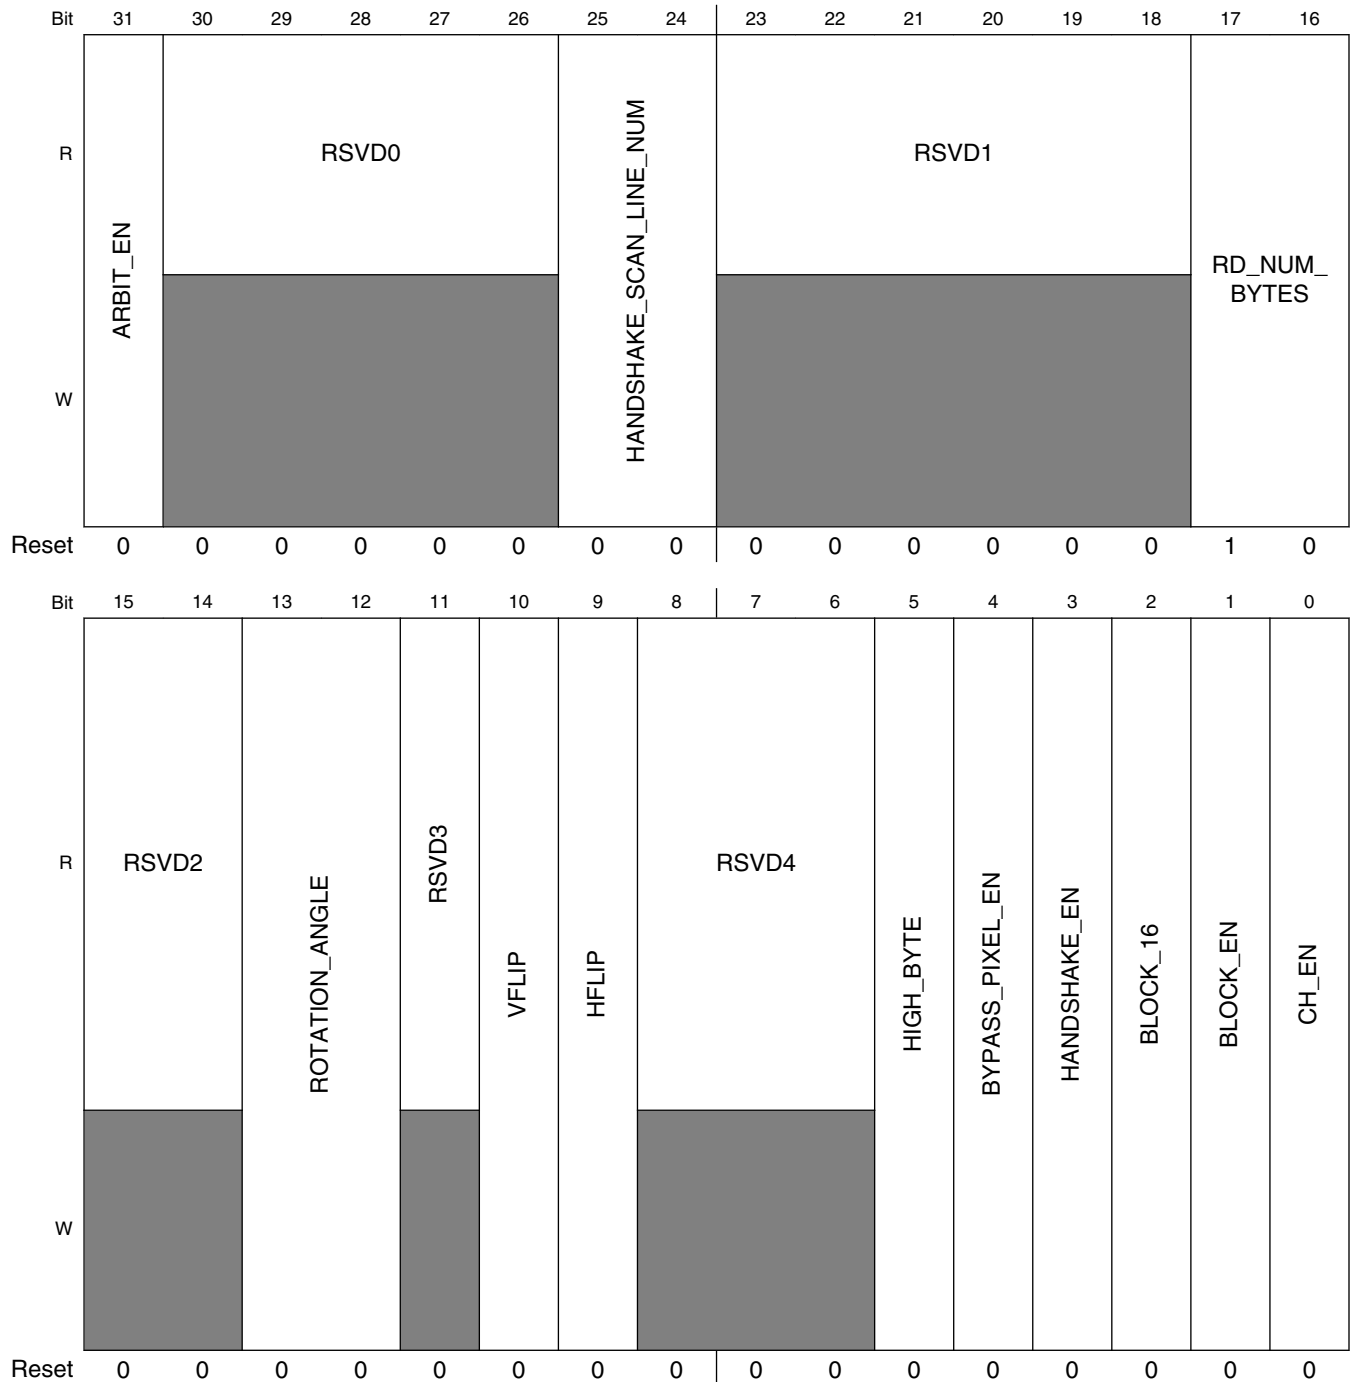 Bit 31 30 29 28 27 26 25 24 23 22 21 20 19 18 17 16
R
ARBIT_EN
RSVD0
HANDSHAKE_SCAN_LINE_NUM
RSVD1
RD_NUM_
BYTES
W
Reset 0 0 0 0 0 0 0 0 0 0 0 0 0 0 1 0
Bit 15 14 13 12 11 10 9 8 7 6 5 4 3 2 1 0
R
RSVD2
ROTATION_ANGLE
RSVD3
VFLIP
HFLIP
RSVD4
HIGH_BYTE
BYPASS_PIXEL_EN
HANDSHAKE_EN
BLOCK_16
BLOCK_EN
CH_EN
W
Reset 0 0 0 0 0 0 0 0 0 0 0 0 0 0 0 0